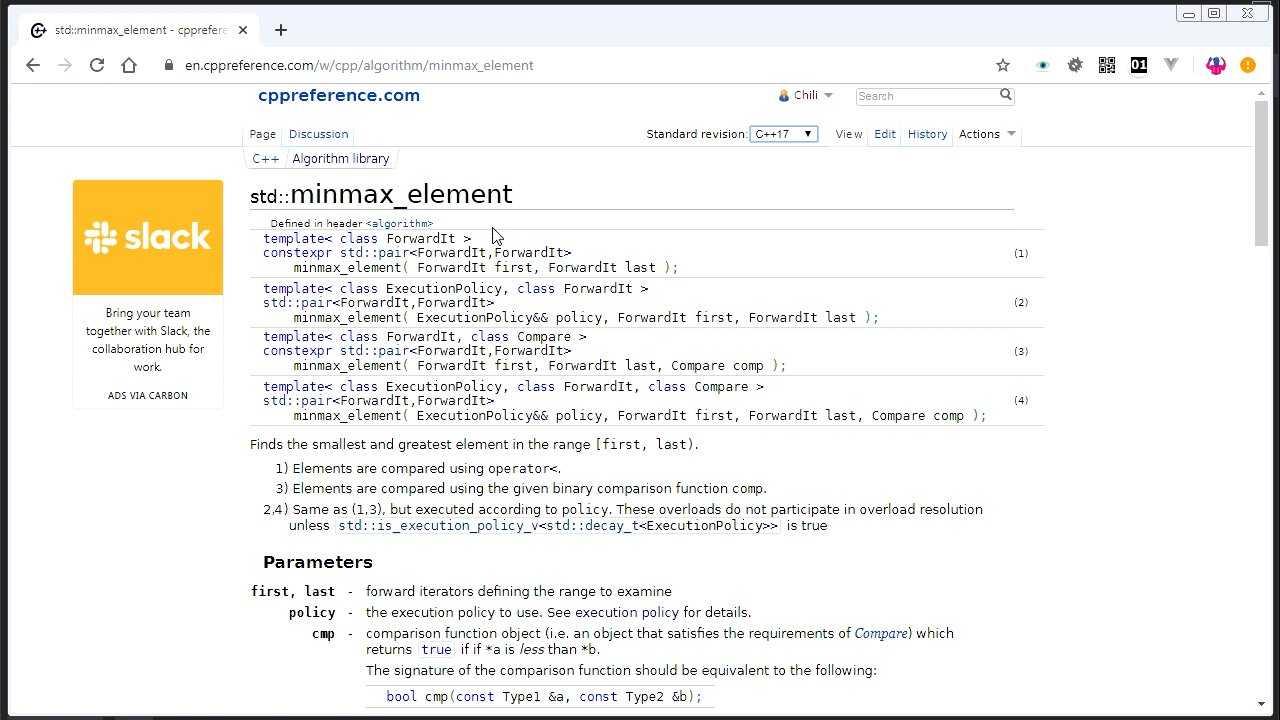 std::minmax_element - cpprefere
en.cppreference.com/w/cpp/algorithm/minmax_element
01
cppreference.com
Chili
Search
Page
Discussion
Standard revision:
C++17
View
Edit
History
Actions
C++
Algorithm library
slack
Bring your team
together with Slack, the
collaboration hub for
work.
ADS VIA CARBON
std::minmax_element
Defined in header <algorithm>
template< class ForwardIt >
constexpr std::pair<ForwardIt,ForwardIt>
minmax_element( ForwardIt first, ForwardIt last );
(1)
template< class ExecutionPolicy, class ForwardIt >
std::pair<ForwardIt,ForwardIt>
minmax_element( ExecutionPolicy&& policy, ForwardIt first, ForwardIt last );
(2)
template< class ForwardIt, class Compare >
constexpr std::pair<ForwardIt,ForwardIt>
minmax_element( ForwardIt first, ForwardIt last, Compare comp );
(3)
template< class ExecutionPolicy, class ForwardIt, class Compare >
std::pair<ForwardIt,ForwardIt>
minmax_element( ExecutionPolicy&& policy, ForwardIt first, ForwardIt last, Compare comp );
(4)
Finds the smallest and greatest element in the range [first, last).
1) Elements are compared using operator<.
3) Elements are compared using the given binary comparison function comp.
2,4) Same as (1,3), but executed according to policy. These overloads do not participate in overload resolution
unless std::is_execution_policy_v<std::decay_t<ExecutionPolicy>> is true
Parameters
first, last - forward iterators defining the range to examine
policy - the execution policy to use. See execution policy for details.
cmp - comparison function object (i.e. an object that satisfies the requirements of Compare) which
returns true if if *a is less than *b.
The signature of the comparison function should be equivalent to the following:
bool cmp(const Type1 &a, const Type2 &b);